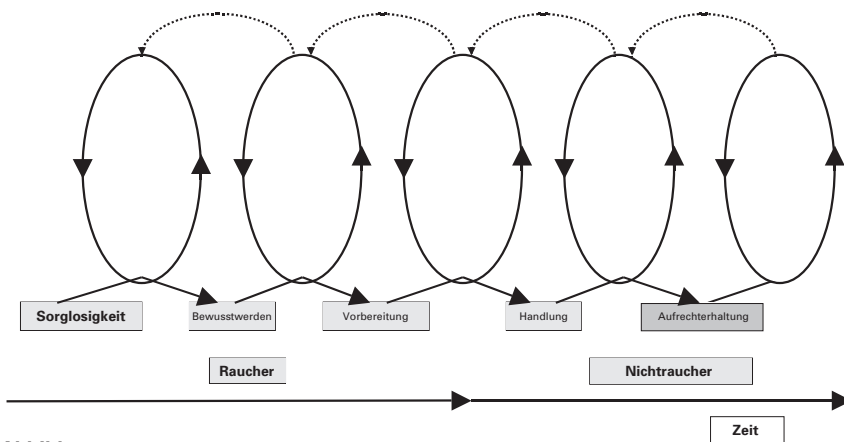 Sorglosigkeit
Bewusstwerden
Vorbereitung
Handlung
Aufrechterhaltung
Raucher
Nichtraucher
Zeit